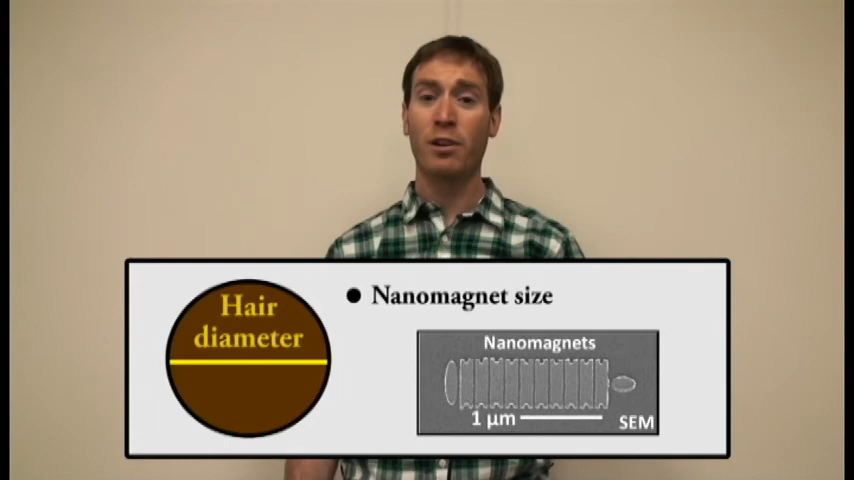 Hair
diameter
● Nanomagnet size
Nanomagnets
1 μm
SEM